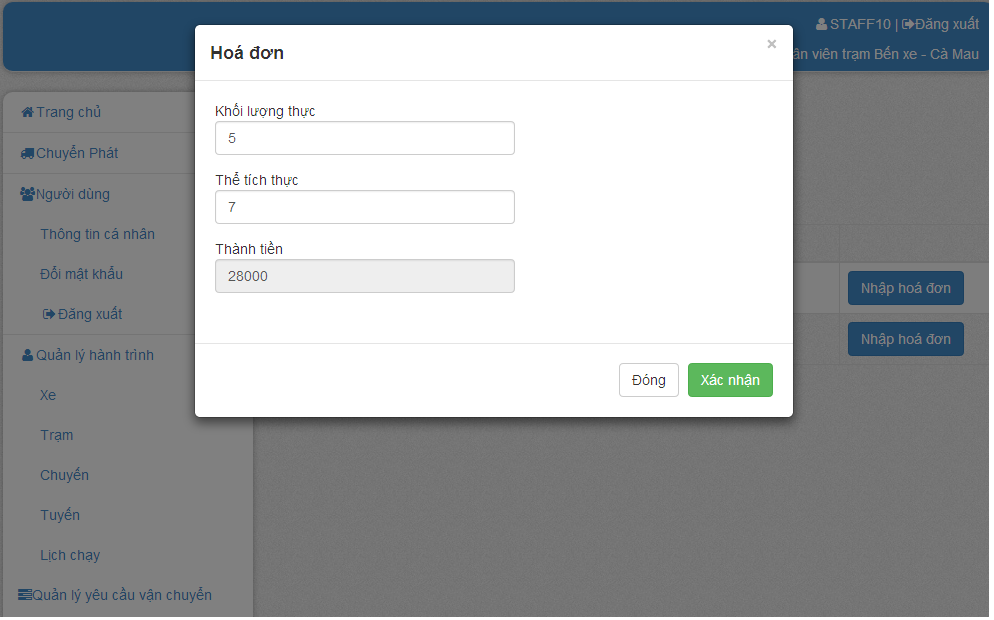 STAFF10 | Đăng xuất
ân viên trạm Bến xe - Cà Mau
Hoá đơn
×
Khối lượng thực
5
Thể tích thực
7
Thành tiền
28000
Đóng
Xác nhận
Trang chủ
Chuyển Phát
Người dùng
Thông tin cá nhân
Đổi mật khẩu
Đăng xuất
Quản lý hành trình
Xe
Trạm
Chuyến
Tuyến
Lịch chạy
Quản lý yêu cầu vận chuyển
Nhập hoá đơn
Nhập hoá đơn